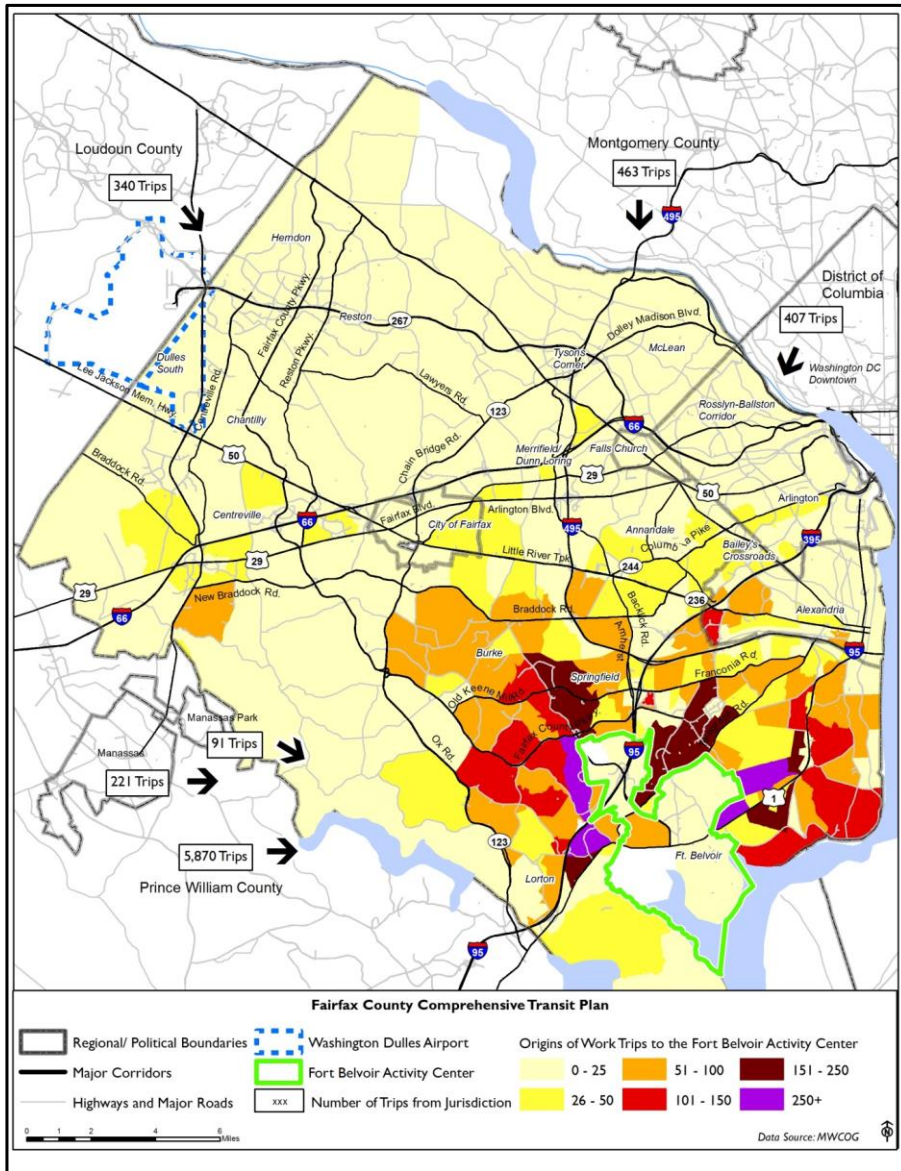 Loudoun County
340 Trips
Montgomery County
463 Trips
495
District of
Columbia
407 Trips
Washington DC
Downtown
Herndon
Fairfax County Pkwy.
Reston Pkwy.
Reston
267
Dolley Madison Blvd.
McLean
Tysons
Corner
Dulles
South
Centreville Rd.
Lee Jackson Mem. Hwy.
Lawyers Rd.
123
Rosslyn-Ballston
Corridor
Chantilly
Chain Bridge Rd.
66
Merrifield/
Dunn Loring
Falls Church
29
50
Braddock Rd.
50
Centreville
66
Fairfax Blvd.
City of Fairfax
Arlington Blvd.
495
Annandale
Arlington
395
Bailey's
Crossroads
Little River Tpk.
244
29
29
66
New Braddock Rd.
Braddock Rd.
Backlick Rd.
236
Alexandria
Amherst
95
Burke
Springfield
Franconia Rd.
Old Keene Mill Rd.
Manassas Park
Manassas
91 Trips
221 Trips
Ox Rd.
95
1
5,870 Trips
Prince William County
123
Ft. Belvoir
Lorton
95
Fairfax County Comprehensive Transit Plan
Regional/ Political Boundaries
Washington Dulles Airport
Origins of Work Trips to the Fort Belvoir Activity Center
Major Corridors
Fort Belvoir Activity Center
0 - 25
51 - 100
151 - 250
Highways and Major Roads
xxx
Number of Trips from Jurisdiction
26 - 50
101 - 150
250+
0 1 2 4 6
Miles
Data Source: MWCOG
N